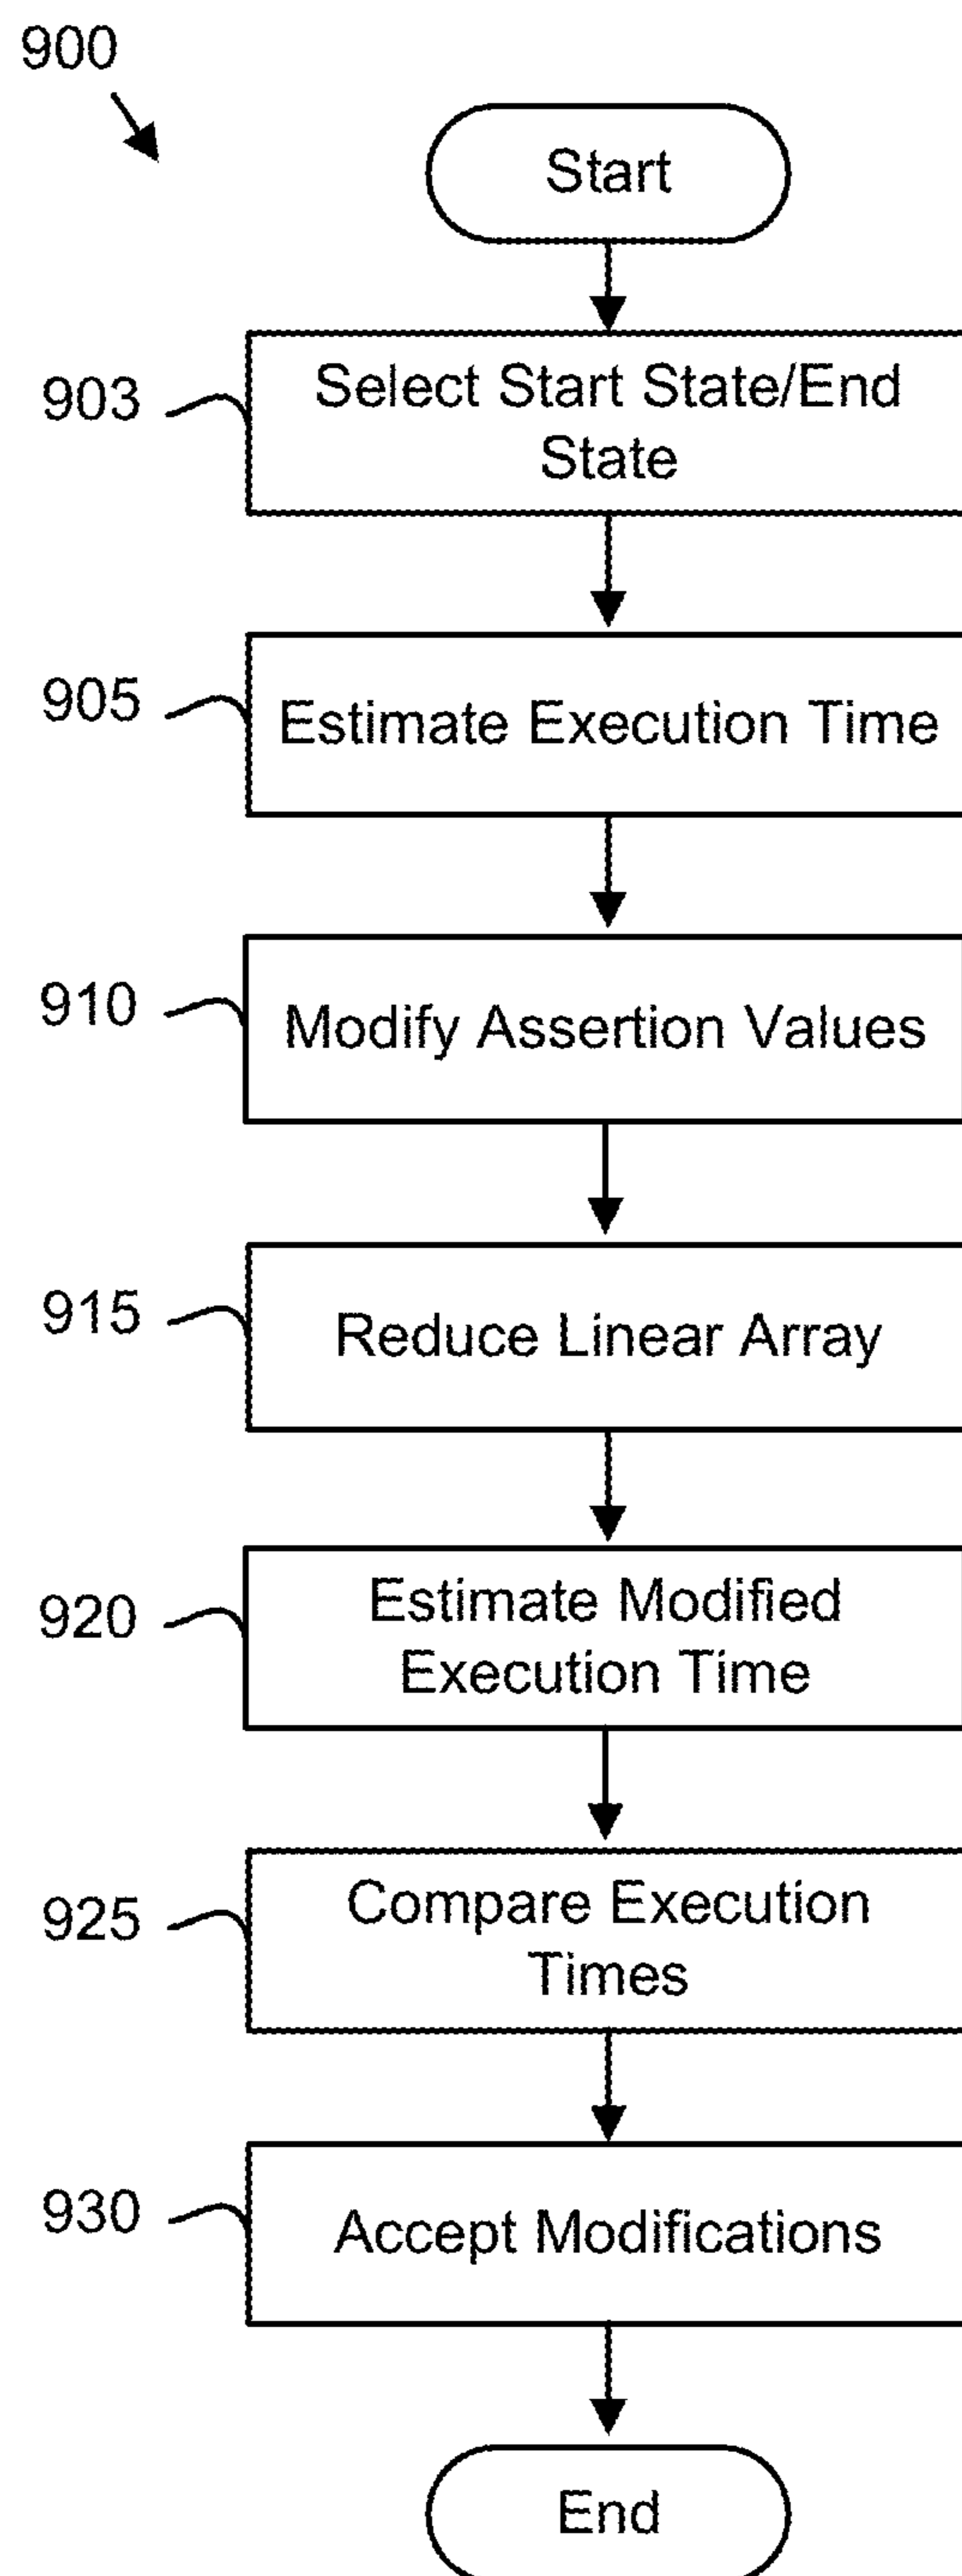 900
Start
903
Select Start State/End
State
905
Estimate Execution Time
910
Modify Assertion Values
915
Reduce Linear Array
920
Estimate Modified
Execution Time
925
Compare Execution
Times
930
Accept Modifications
End